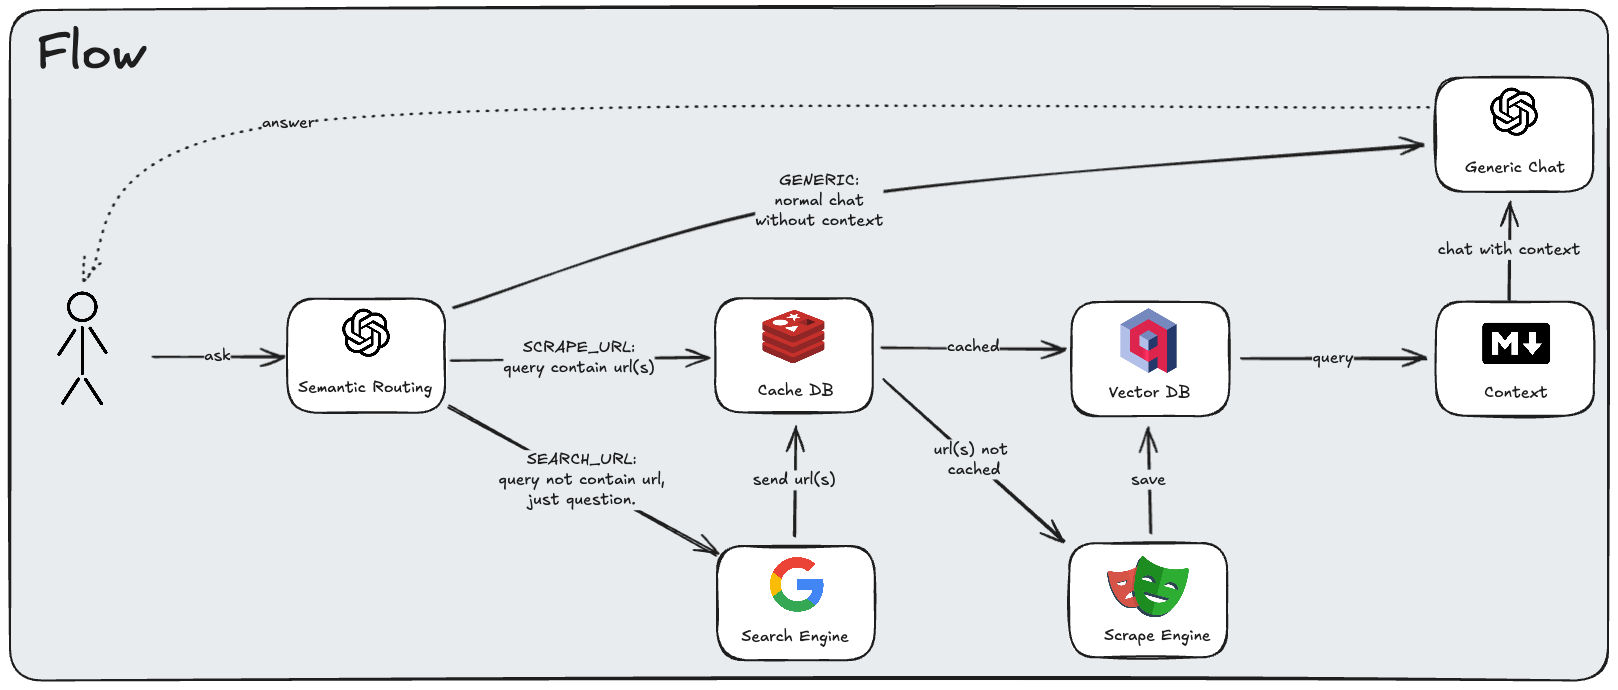 Flow
answer
Generic Chat
GENERIC:
normal chat
without context
chat with context
ask
Semantic Routing
SCRAPE_URL:
query contain url(s)
Cache DB
cached
Vector DB
query
M
Context
SEARCH_URL:
query not contain url,
just question.
send url(s)
url(s) not
cached
save
G
Search Engine
Scrape Engine